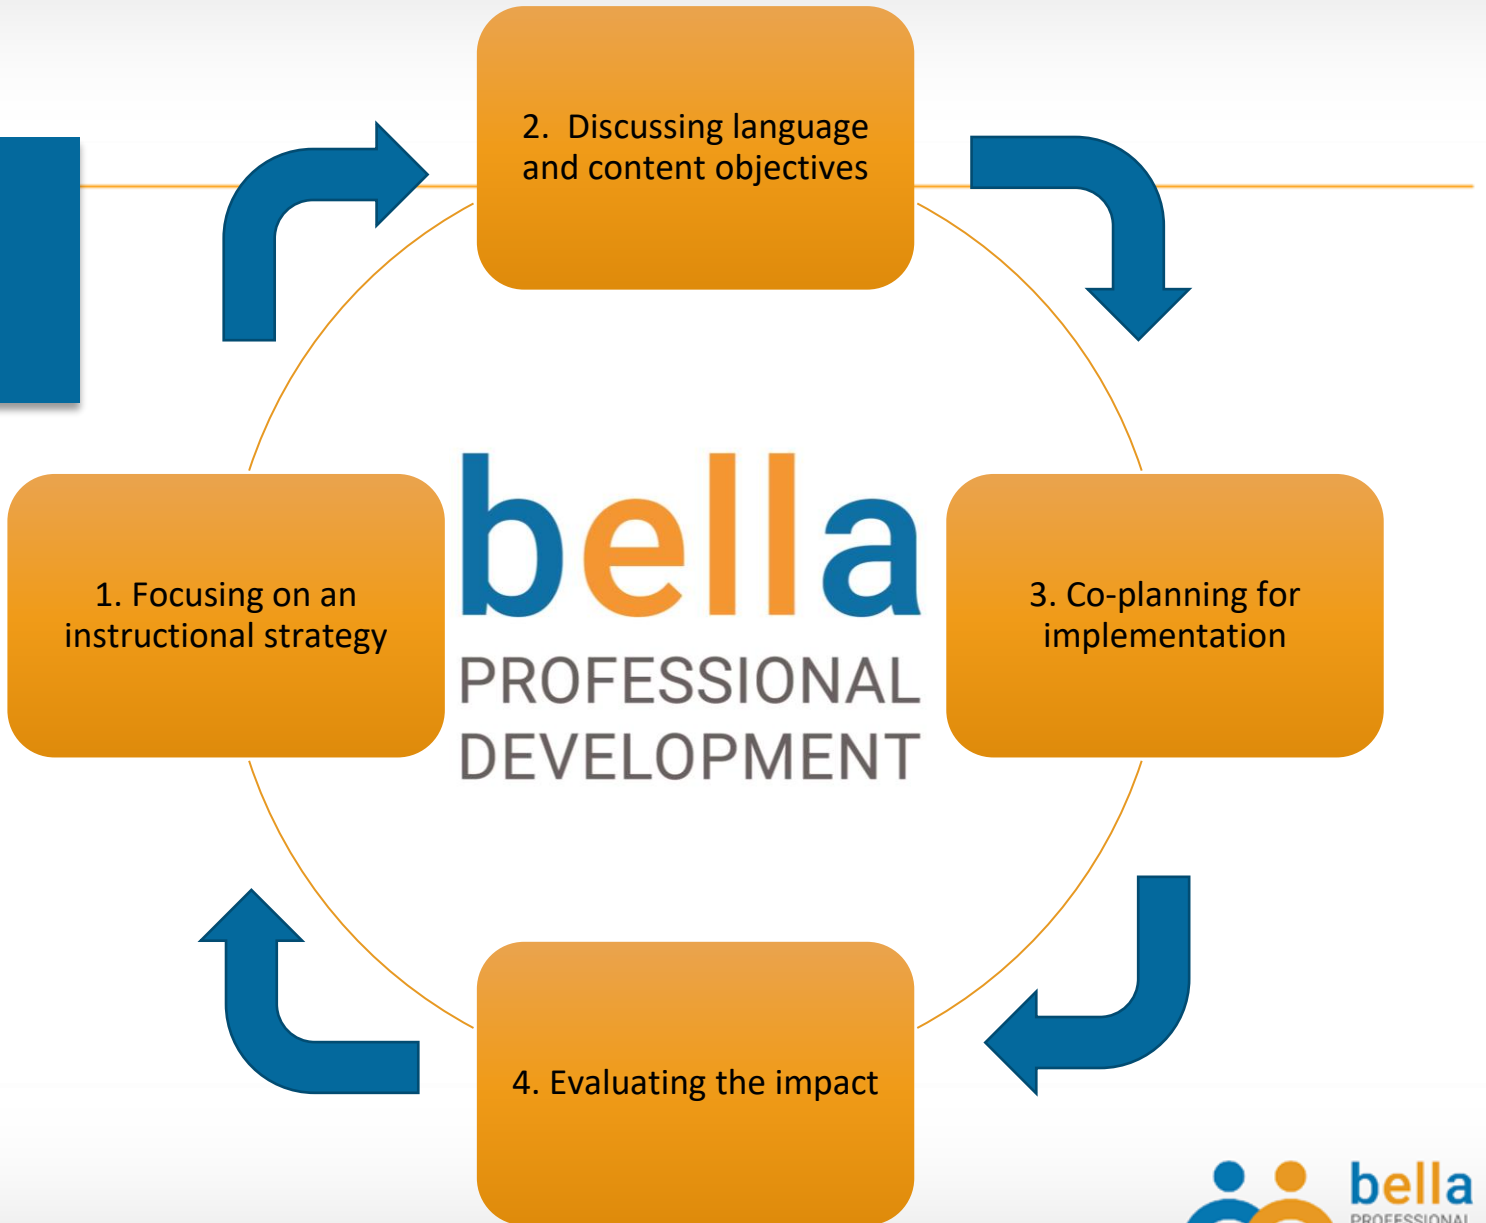 2.  Discussing language
and content objectives
1. Focusing on an
instructional strategy
bella
PROFESSIONAL
DEVELOPMENT
3. Co-planning for
implementation
4. Evaluating the impact
bella
PROFESSIONAL